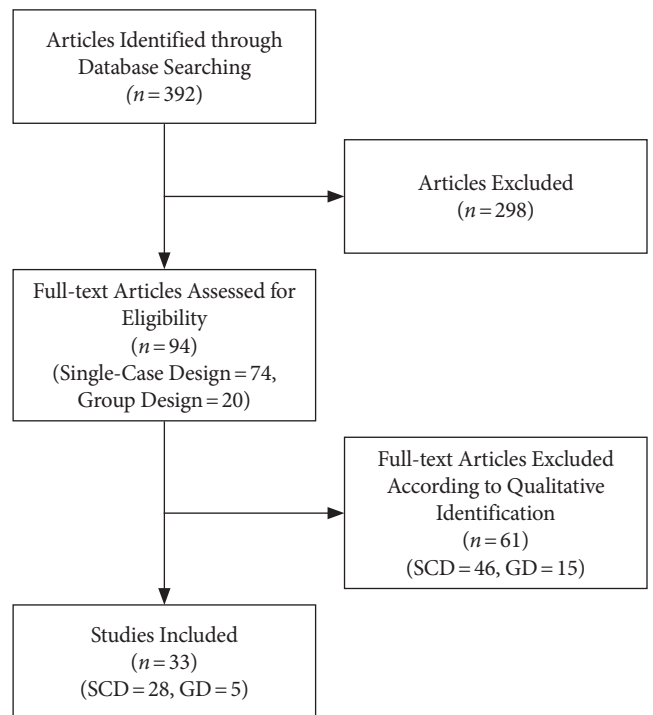 Articles Identified through
Database Searching
(n = 392)
Articles Excluded
(n = 298)
Full-text Articles Assessed for
Eligibility
(n = 94)
(Single-Case Design = 74,
Group Design = 20)
Full-text Articles Excluded
According to Qualitative
Identification
(n = 61)
(SCD = 46, GD = 15)
Studies Included
(n = 33)
(SCD = 28, GD = 5)